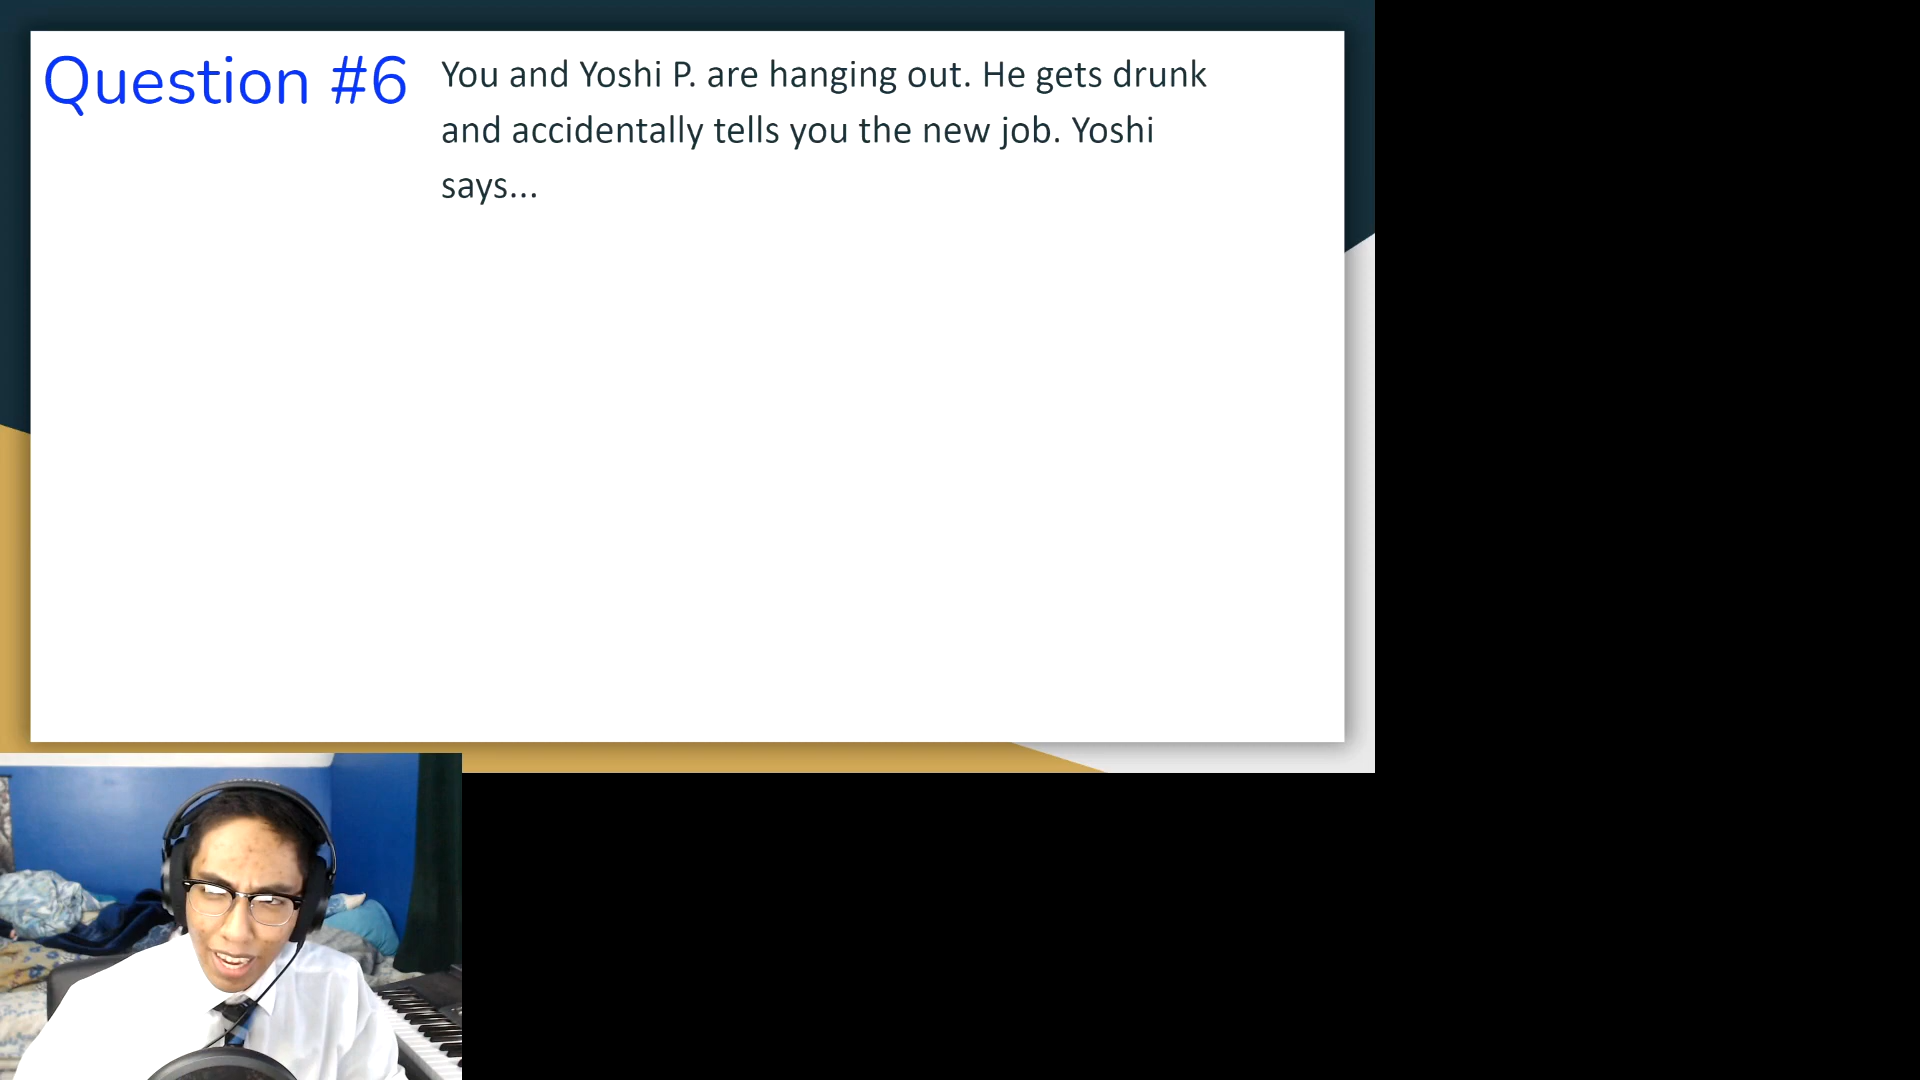 Question #6
You and Yoshi P. are hanging out. He gets drunk
and accidentally tells you the new job. Yoshi
says...